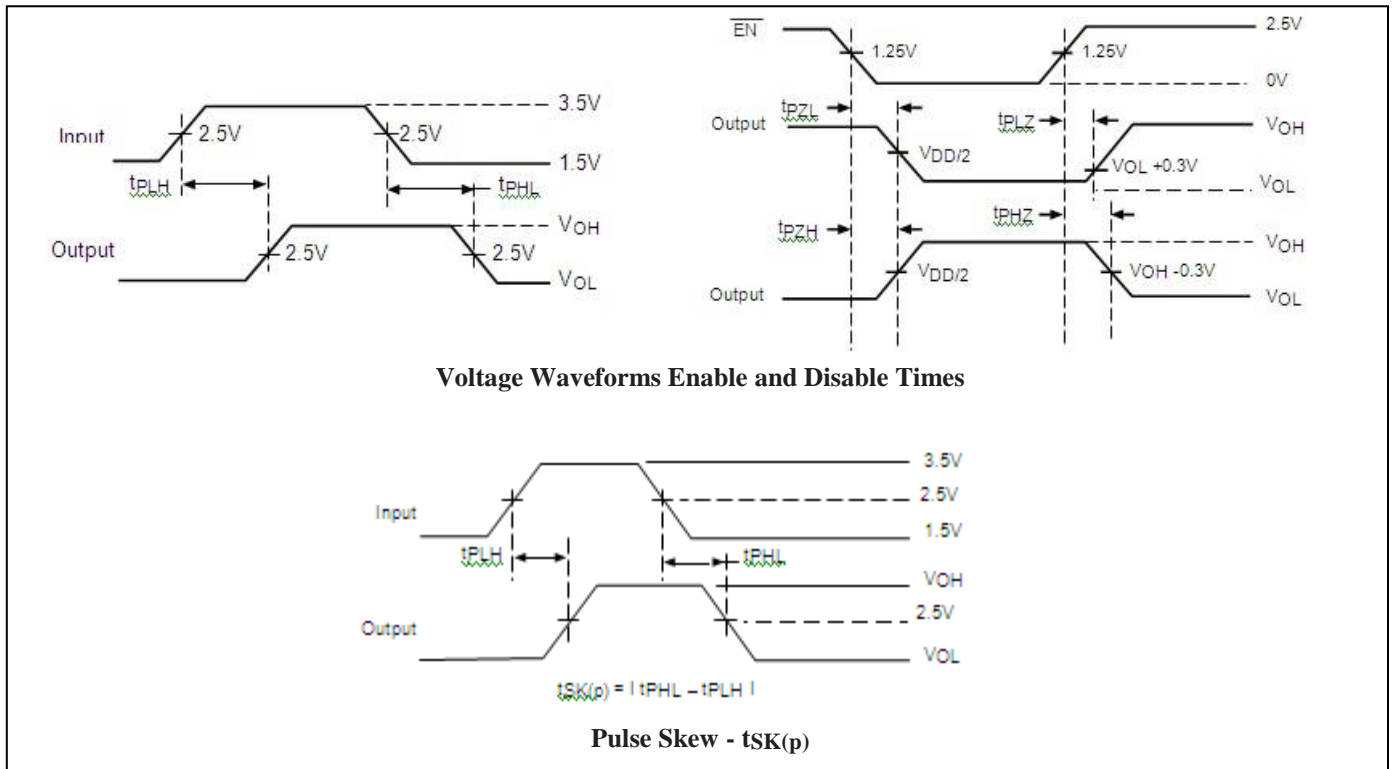 3.5V
Input
2.5V
2.5V
1.5V
tPLH
tPHL
VOH
Output
2.5V
2.5V
VOL
EN
2.5V
1.25V
1.25V
0V
tPZL
tPLZ
Output
VOH
VDD/2
VOL +0.3V
VOL
tPZH
tPHZ
VOH
VDD/2
VOH -0.3V
Output
VOL
Voltage Waveforms Enable and Disable Times
3.5V
2.5V
Input
1.5V
tPLH
tPHL
VOH
2.5V
Output
VOL
tSK(p) = | tPHL – tPLH |
Pulse Skew - tSK(p)